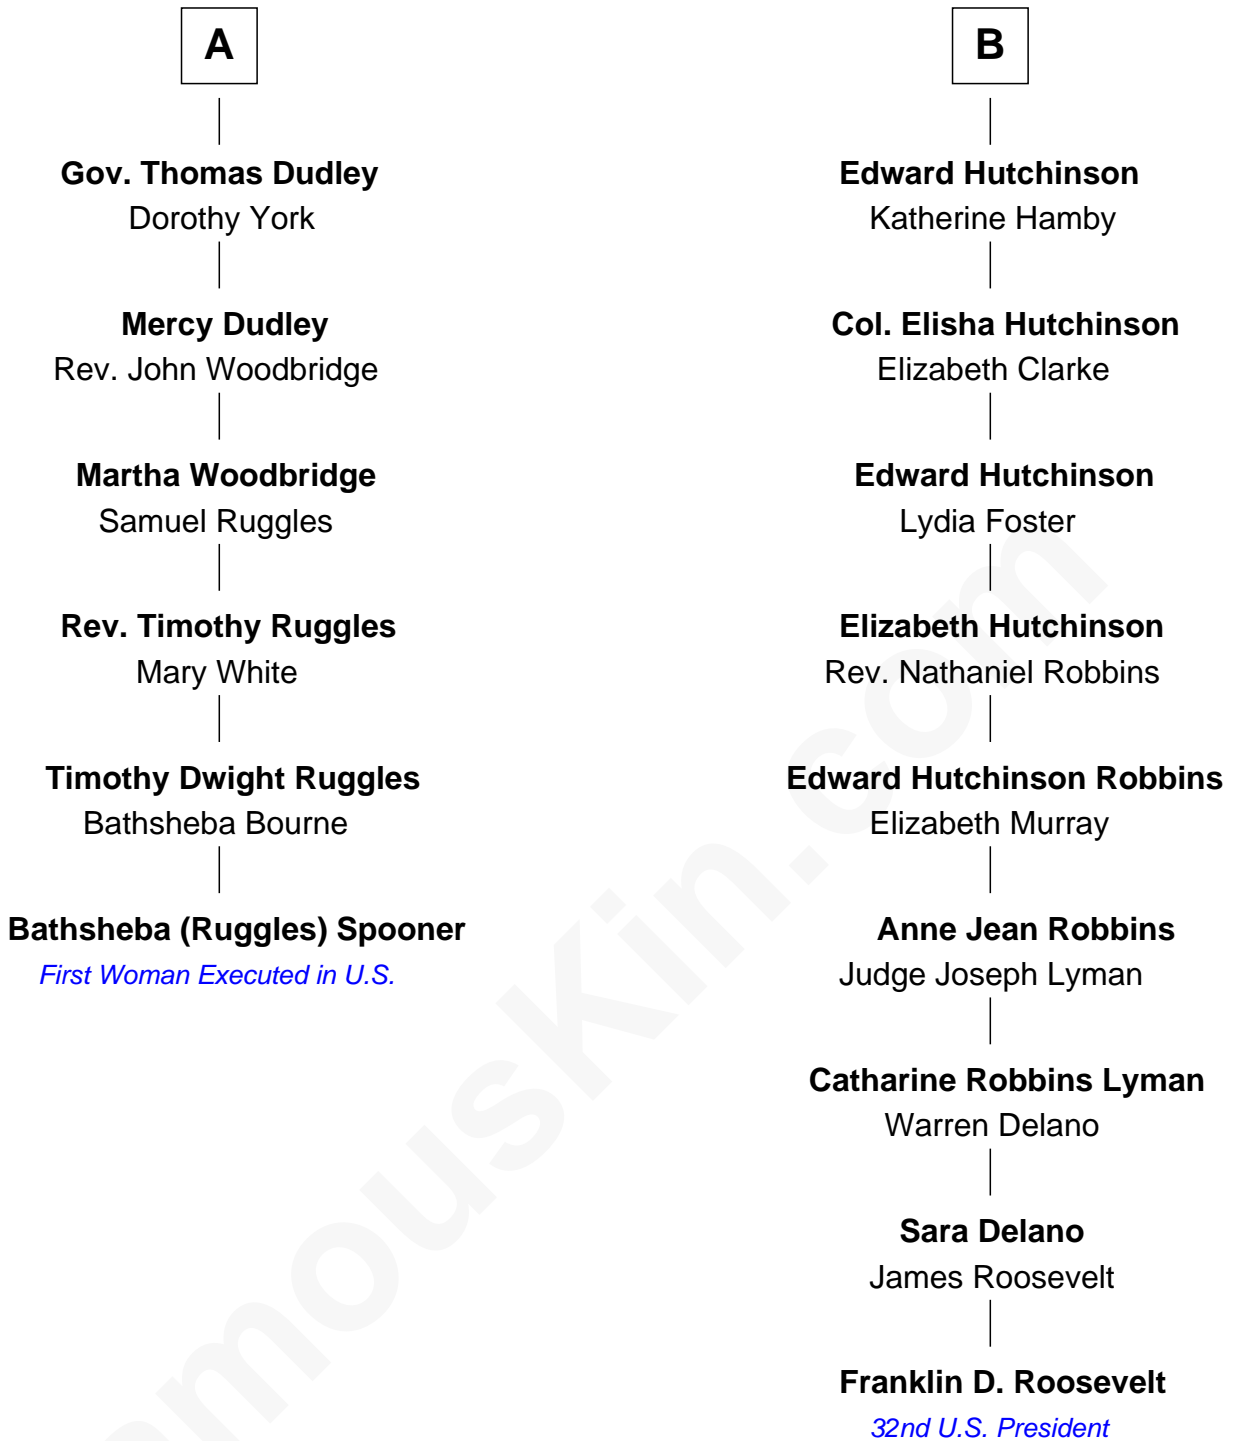 A
Gov. Thomas Dudley
Dorothy York
Mercy Dudley
Rev. John Woodbridge
Martha Woodbridge
Samuel Ruggles
Rev. Timothy Ruggles
Mary White
Timothy Dwight Ruggles
Bathsheba Bourne
Bathsheba (Ruggles) Spooner
First Woman Executed in U.S.
B
Edward Hutchinson
Katherine Hamby
Col. Elisha Hutchinson
Elizabeth Clarke
Edward Hutchinson
Lydia Foster
Elizabeth Hutchinson
Rev. Nathaniel Robbins
Edward Hutchinson Robbins
Elizabeth Murray
Anne Jean Robbins
Judge Joseph Lyman
Catharine Robbins Lyman
Warren Delano
Sara Delano
James Roosevelt
Franklin D. Roosevelt
32nd U.S. President
amouskin.com